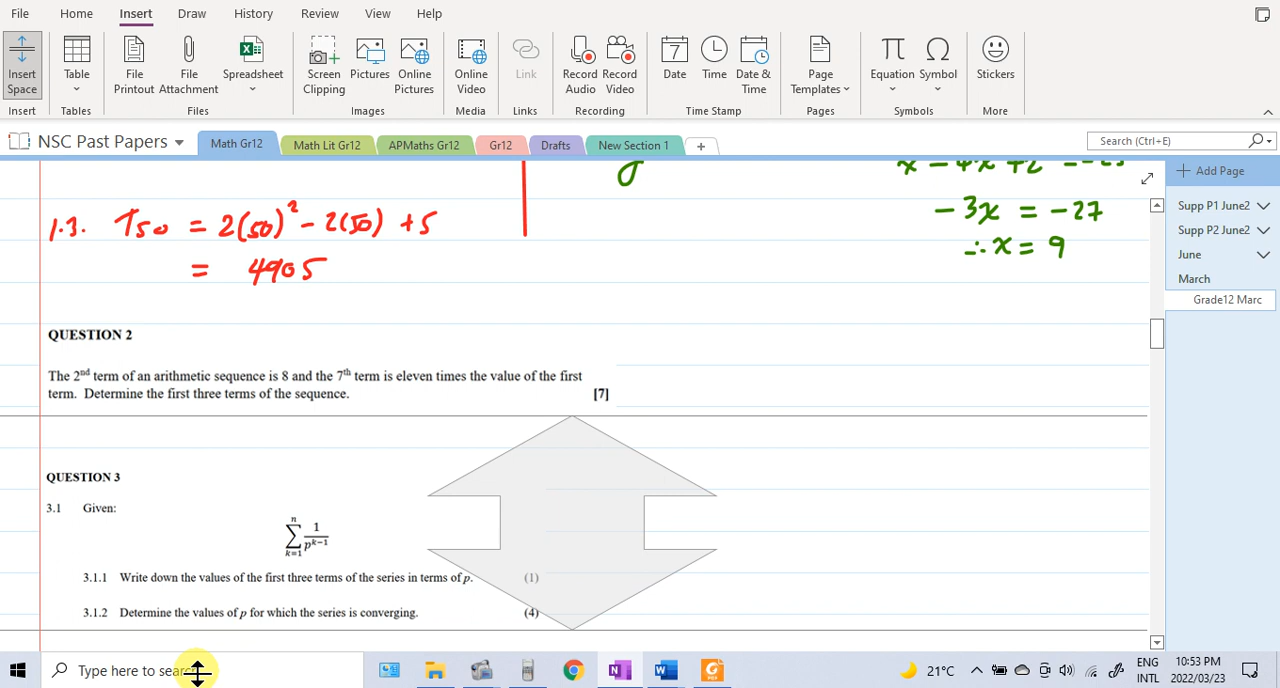 File Home Insert Draw History Review View Help
Insert Space Table File Printout File Attachment Spreadsheet Screen Clipping Pictures Online Pictures Online Video Link Record Audio Record Video Date Time Date & Time Page Templates Equation Symbol Stickers
Insert Tables Files Images Media Links Recording Time Stamp Pages Symbols More
NSC Past Papers Math Gr12 Math Lit Gr12 APMaths Gr12 Gr12 Drafts New Section 1 + Search (Ctrl+E)
+ Add Page
Supp P1 June2
Supp P2 June2
June
March
Grade12 Marc
- 3x = -27
∴ x = 9
1.3. T50 = 2(50)² - 2(50) + 5
= 4905
QUESTION 2
The 2nd term of an arithmetic sequence is 8 and the 7th term is eleven times the value of the first
term. Determine the first three terms of the sequence. [7]
QUESTION 3
3.1 Given:
n
∑ 1/p^(k−1)
k=1
3.1.1 Write down the values of the first three terms of the series in terms of p. (1)
3.1.2 Determine the values of p for which the series is converging. (4)
Type here to search
21°C
ENG
INTL
10:53 PM
2022/03/23